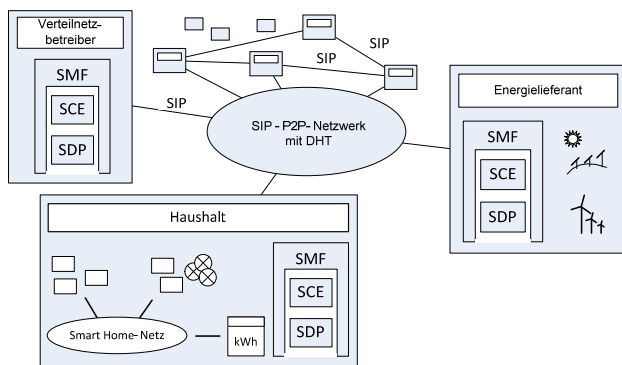 Verteilnetz-
betreiber
SMF
SCE
SDP
SIP
SIP
SIP
SIP - P2P- Netzwerk
mit DHT
Energielieferant
SMF
SCE
SDP
Haushalt
SMF
SCE
SDP
Smart Home-Netz
kWh